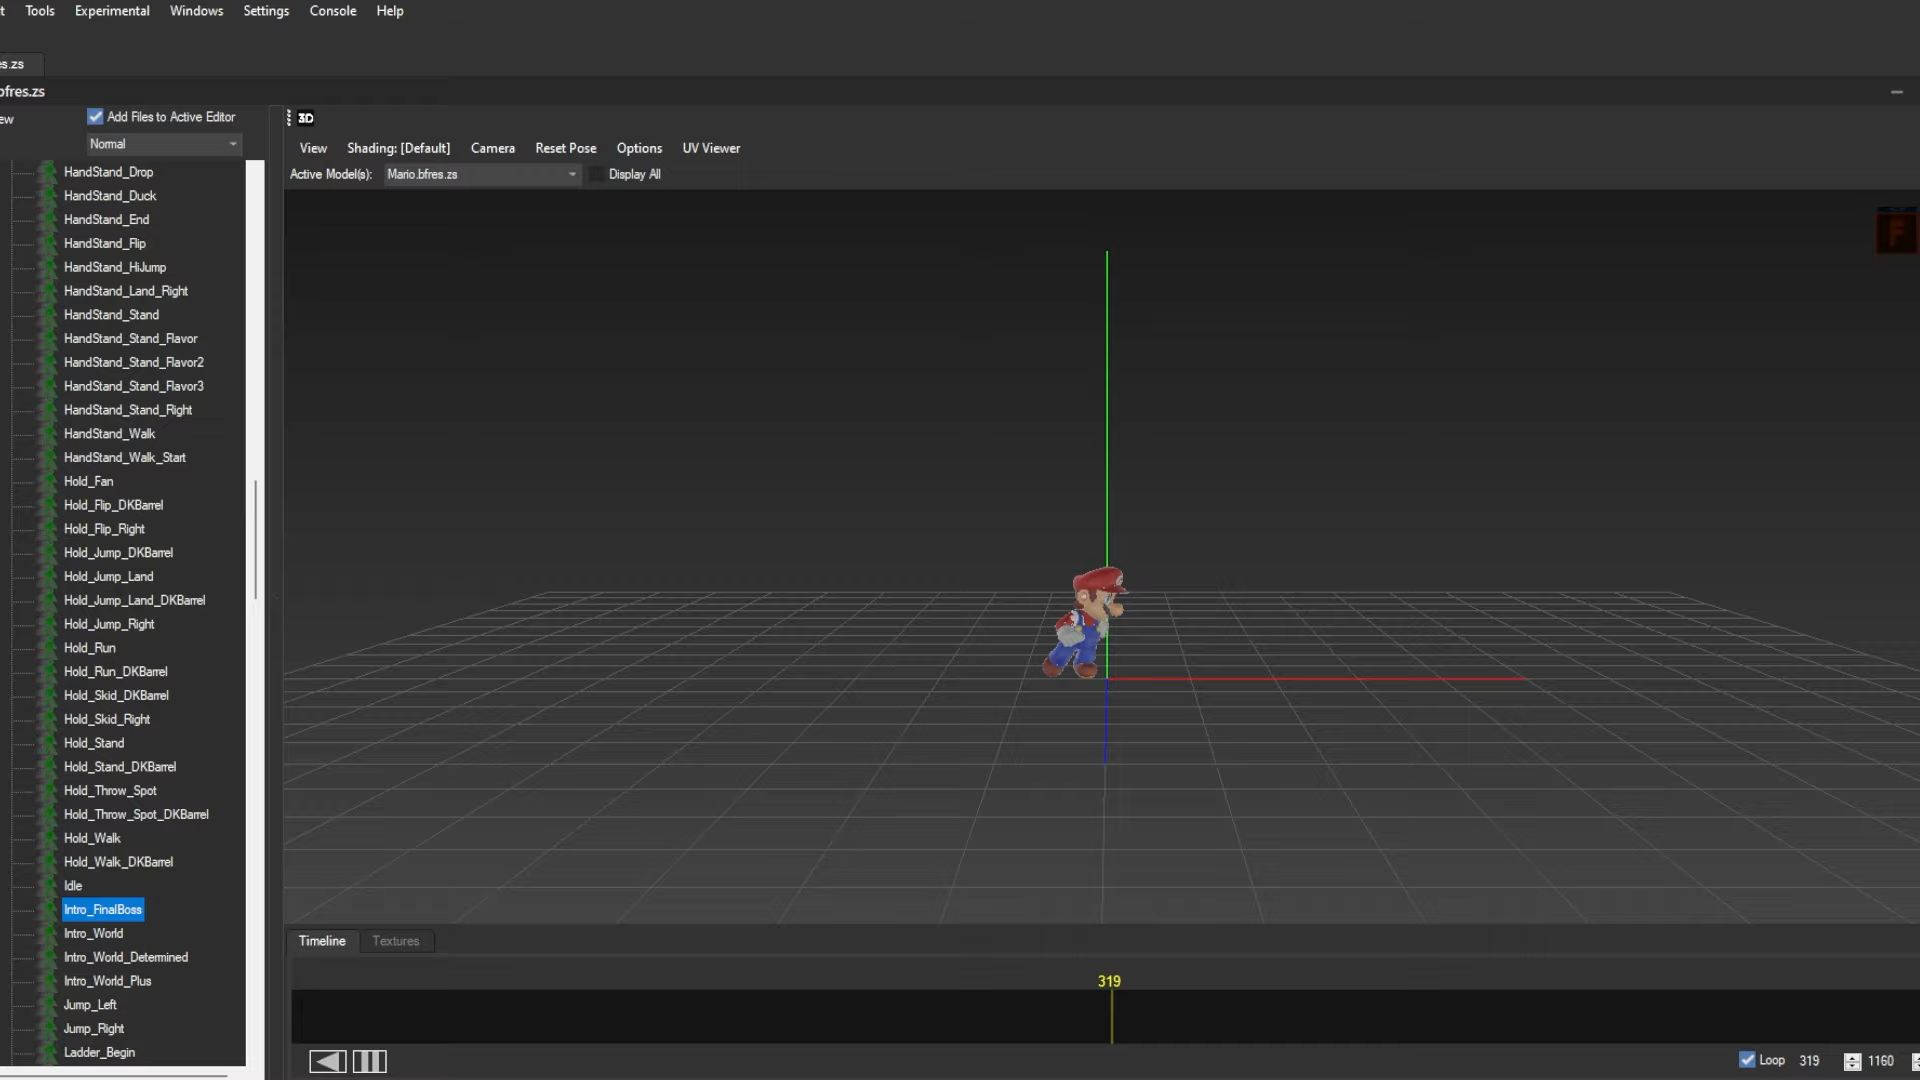 t Tools Experimental Windows Settings Console Help
es.zs
bfres.zs
ew
Add Files to Active Editor
Normal
HandStand_Drop
HandStand_Duck
HandStand_End
HandStand_Flip
HandStand_HiJump
HandStand_Land_Right
HandStand_Stand
HandStand_Stand_Flavor
HandStand_Stand_Flavor2
HandStand_Stand_Flavor3
HandStand_Stand_Right
HandStand_Walk
HandStand_Walk_Start
Hold_Fan
Hold_Flip_DKBarrel
Hold_Flip_Right
Hold_Jump_DKBarrel
Hold_Jump_Land
Hold_Jump_Land_DKBarrel
Hold_Jump_Right
Hold_Run
Hold_Run_DKBarrel
Hold_Skid_DKBarrel
Hold_Skid_Right
Hold_Stand
Hold_Stand_DKBarrel
Hold_Throw_Spot
Hold_Throw_Spot_DKBarrel
Hold_Walk
Hold_Walk_DKBarrel
Idle
Intro_FinalBoss
Intro_World
Intro_World_Determined
Intro_World_Plus
Jump_Left
Jump_Right
Ladder_Begin
3D
View Shading: [Default] Camera Reset Pose Options UV Viewer
Active Model(s): Mario.bfres.zs Display All
F
Timeline Textures
319
Loop 319 1160